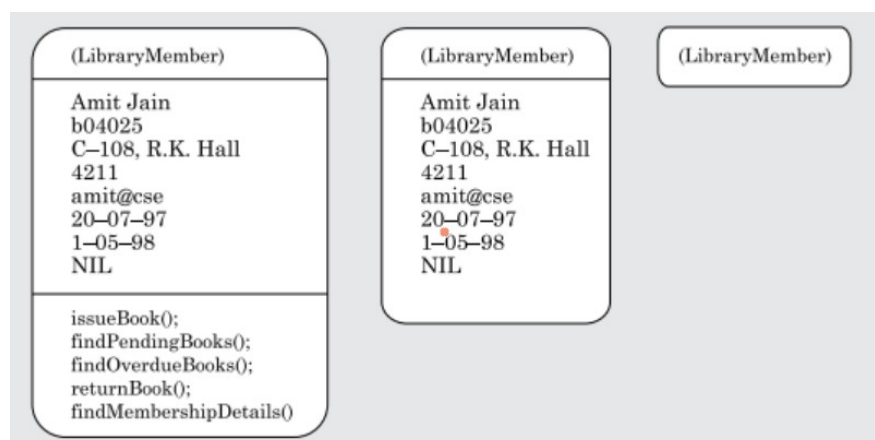 (LibraryMember)
Amit Jain
b04025
C–108, R.K. Hall
4211
amit@cse
20–07–97
1–05–98
NIL
issueBook();
findPendingBooks();
findOverdueBooks();
returnBook();
findMembershipDetails()
(LibraryMember)
Amit Jain
b04025
C–108, R.K. Hall
4211
amit@cse
20–07–97
1–05–98
NIL
(LibraryMember)